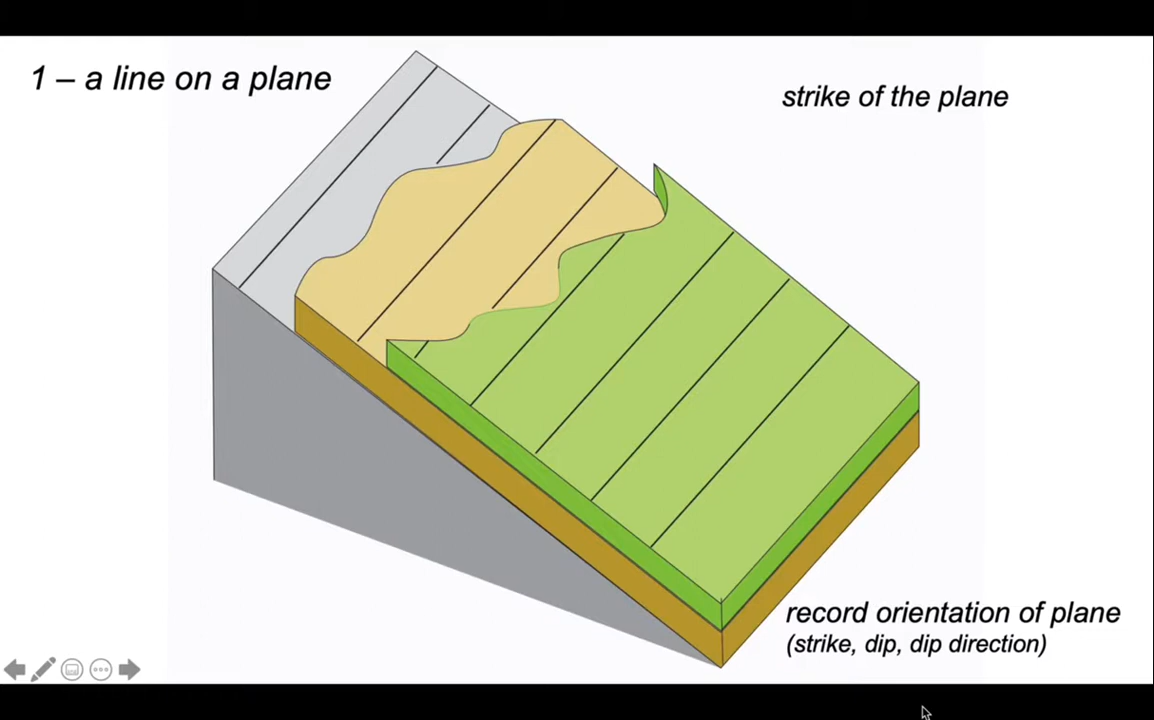 1 – a line on a plane
strike of the plane
record orientation of plane
(strike, dip, dip direction)